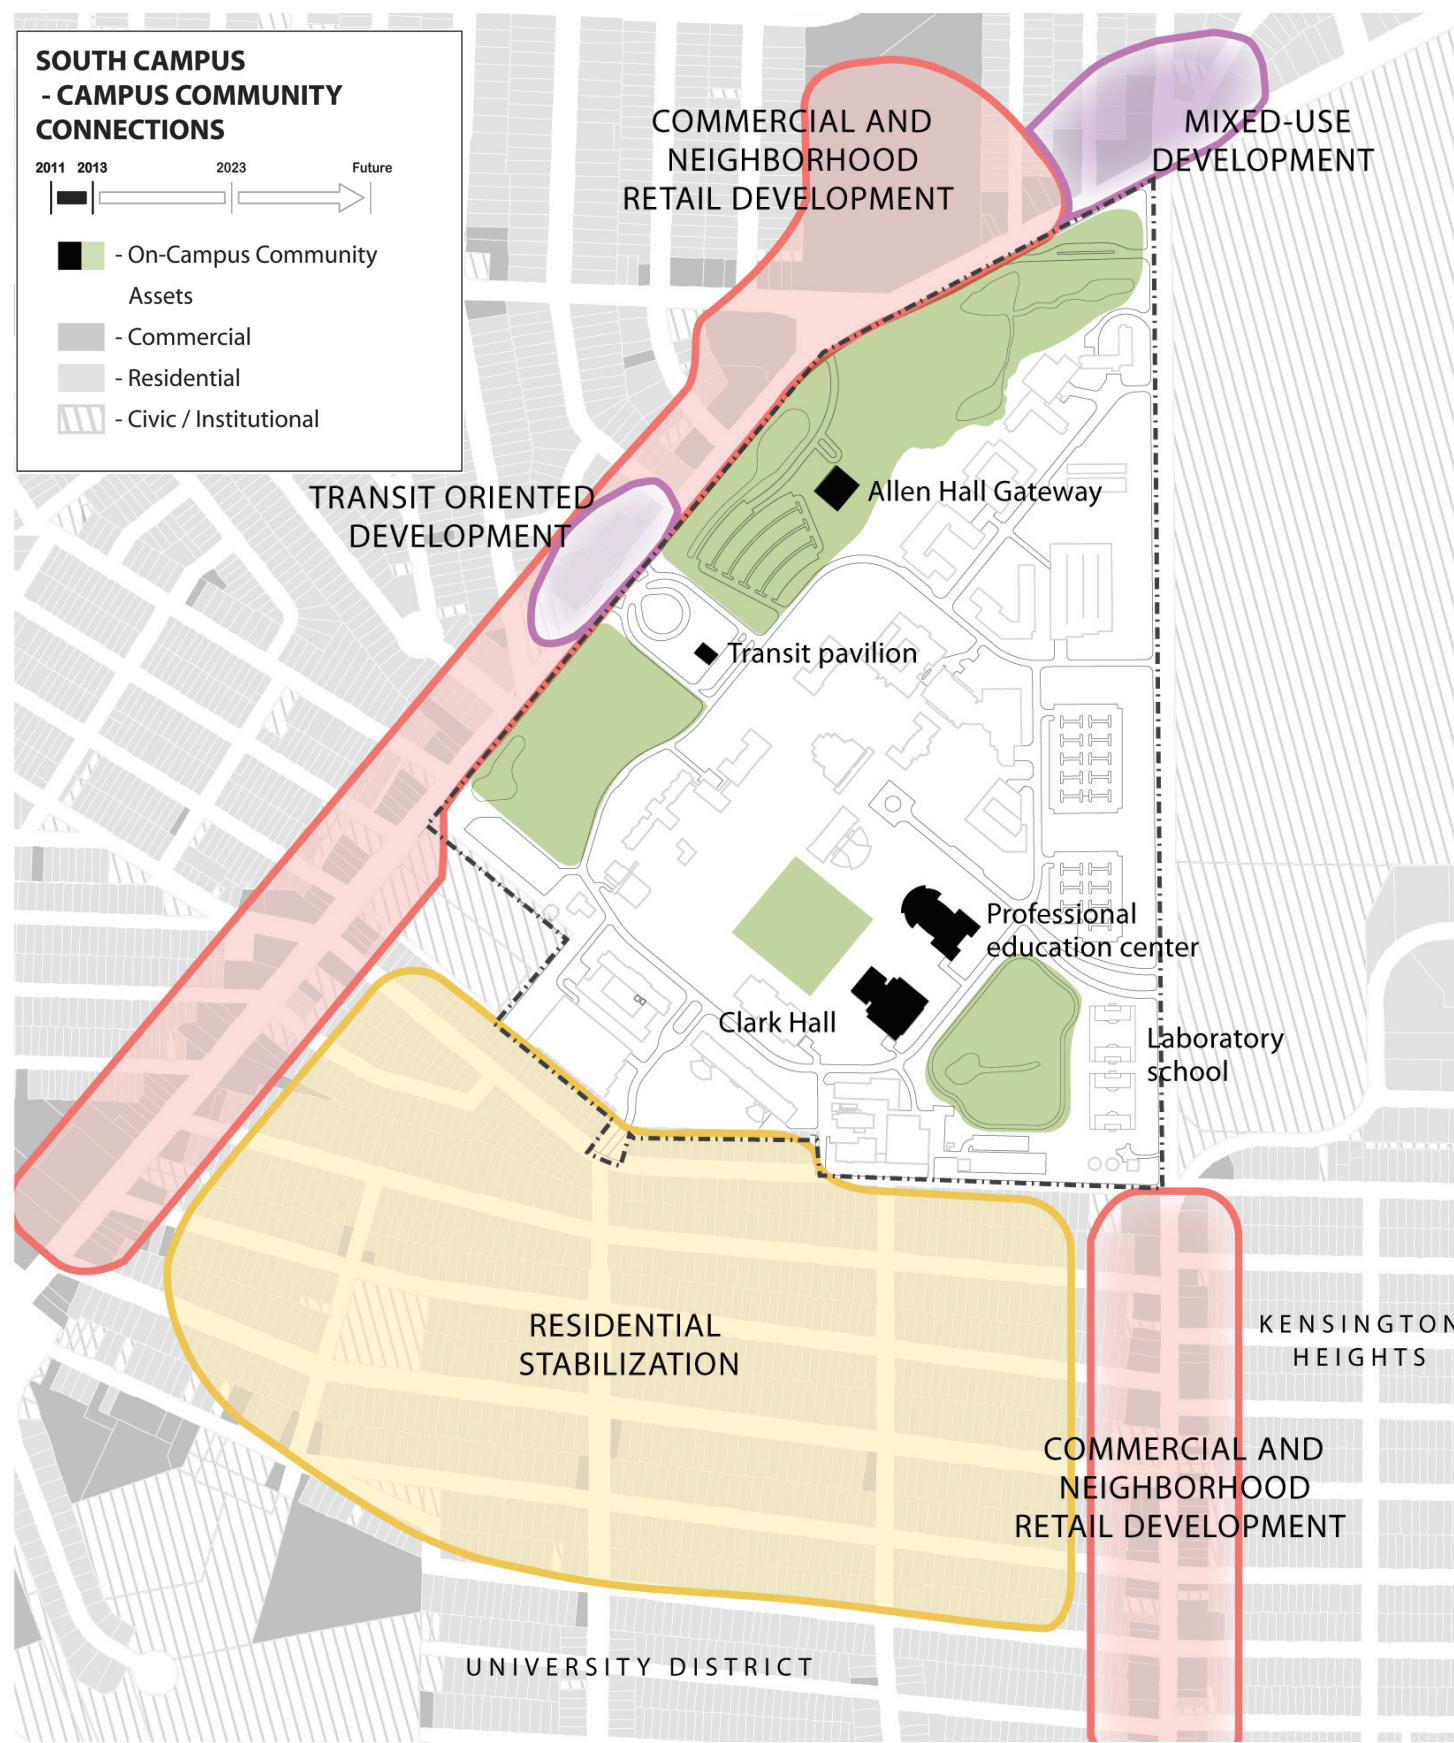 SOUTH CAMPUS
- CAMPUS COMMUNITY
CONNECTIONS
2011 2013 2023 Future
- On-Campus Community
Assets
- Commercial
- Residential
- Civic / Institutional
COMMERCIAL AND
NEIGHBORHOOD
RETAIL DEVELOPMENT
MIXED-USE
DEVELOPMENT
TRANSIT ORIENTED
DEVELOPMENT
Allen Hall Gateway
Transit pavilion
Professional
education center
Clark Hall
Laboratory
school
RESIDENTIAL
STABILIZATION
KENSINGTON
HEIGHTS
COMMERCIAL AND
NEIGHBORHOOD
RETAIL DEVELOPMENT
UNIVERSITY DISTRICT